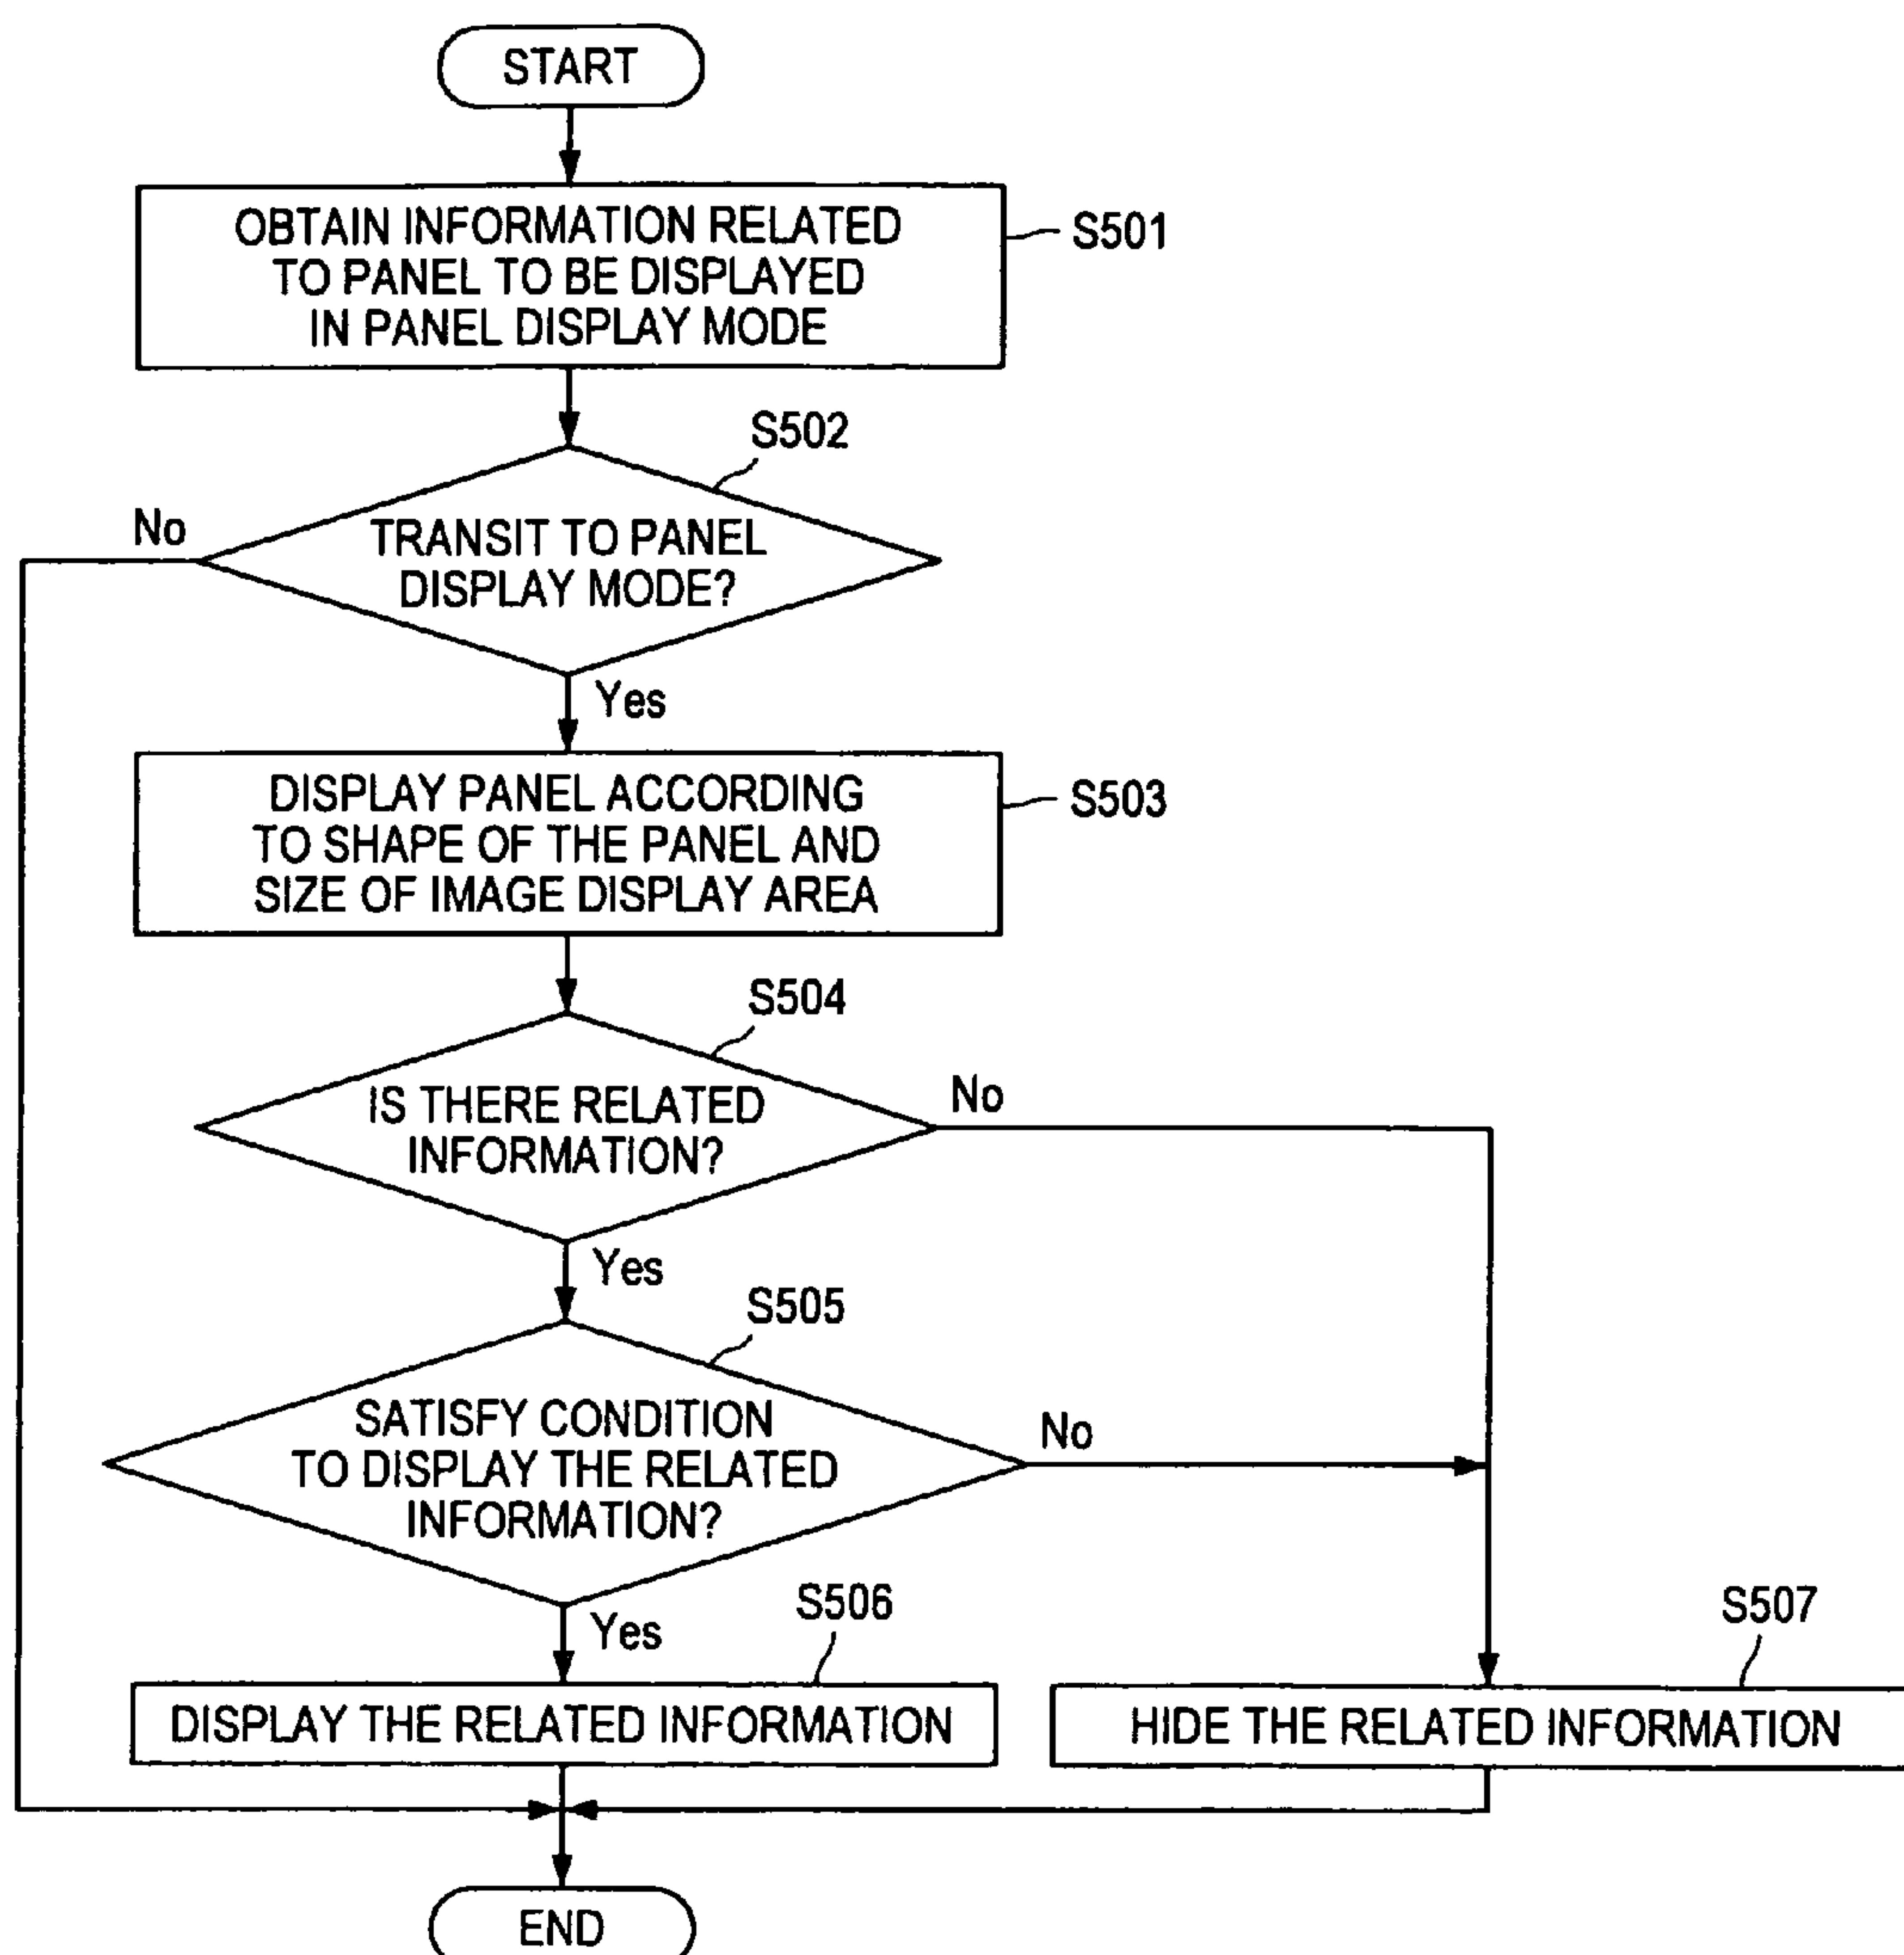 START
OBTAIN INFORMATION RELATED
TO PANEL TO BE DISPLAYED
IN PANEL DISPLAY MODE
S501
S502
No
TRANSIT TO PANEL
DISPLAY MODE?
Yes
DISPLAY PANEL ACCORDING
TO SHAPE OF THE PANEL AND
SIZE OF IMAGE DISPLAY AREA
S503
S504
IS THERE RELATED
INFORMATION?
No
Yes
S505
SATISFY CONDITION
TO DISPLAY THE RELATED
INFORMATION?
No
Yes
S506
DISPLAY THE RELATED INFORMATION
S507
HIDE THE RELATED INFORMATION
END